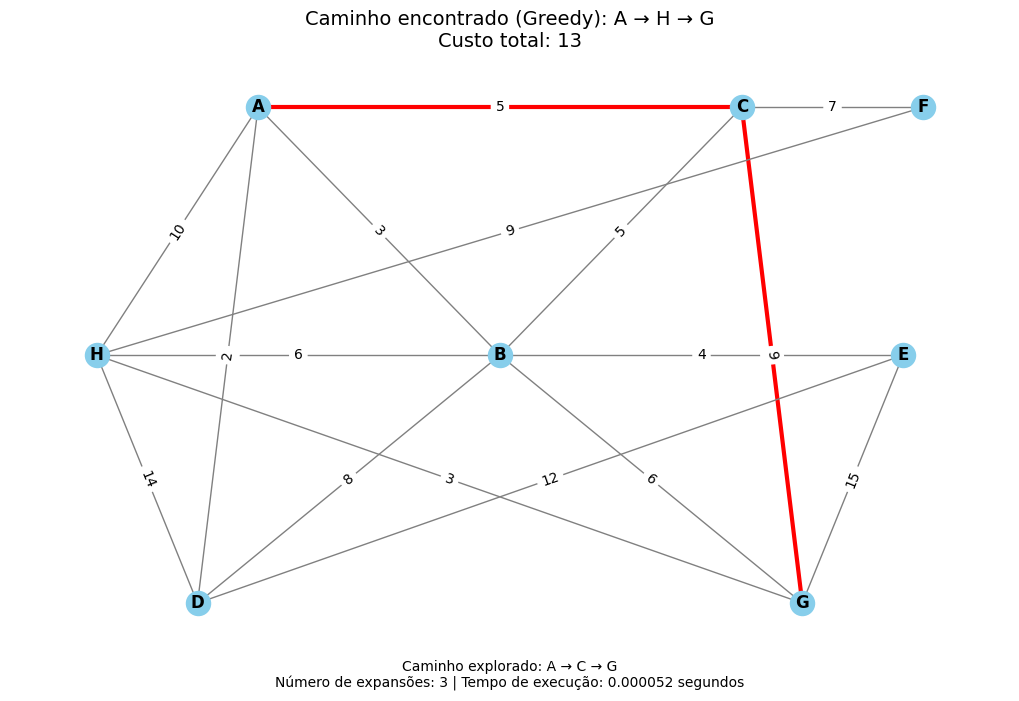 Caminho encontrado (Greedy): A → H → G
Custo total: 13
A
5
C
7
F
10
3
5
9
H
2
6
B
4
9
E
14
8
3
12
6
15
D
G
Caminho explorado: A → C → G
Número de expansões: 3 | Tempo de execução: 0.000052 segundos